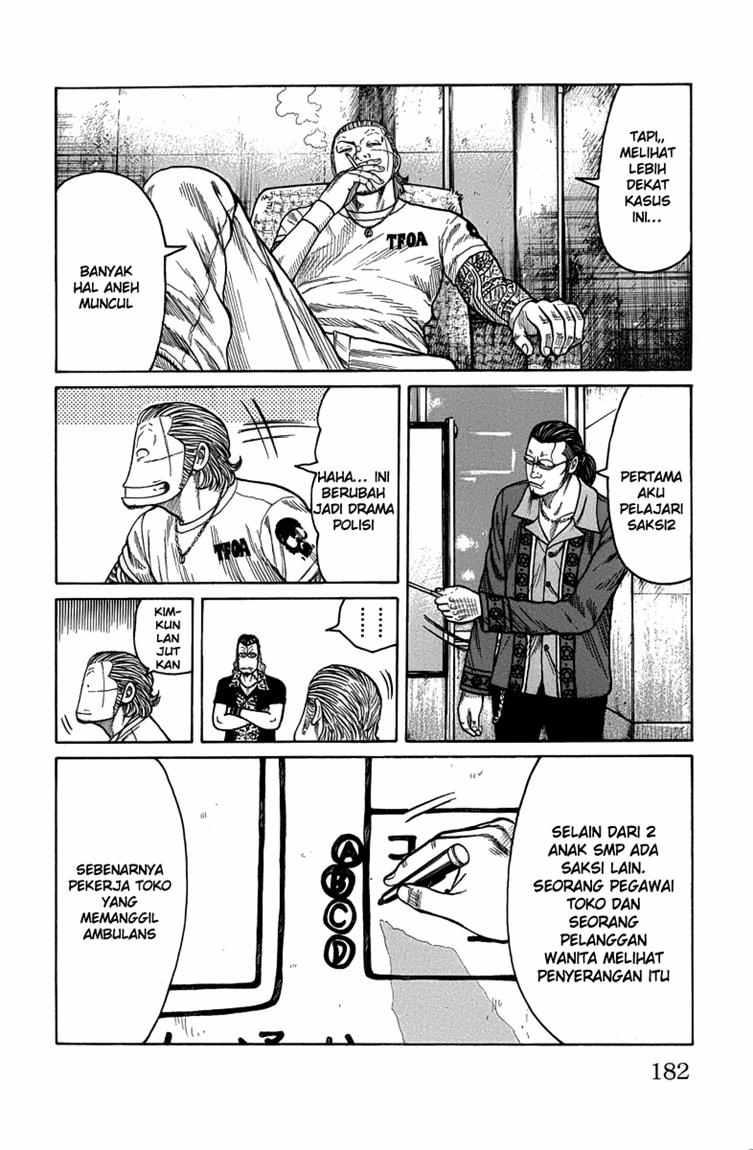 TAPI,,
MELIHAT
LEBIH
DEKAT
KASUS
INI...
BANYAK
HAL ANEH
MUNCUL
TFOA
PERTAMA
AKU
PELAJARI
SAKSI2
HAHA... INI
BERUBAH
JADI DRAMA
POLISI
TFOA
KIM-
KUN
LAN
JUT
KAN
SELAIN DARI 2
ANAK SMP ADA
SAKSI LAIN.
SEORANG PEGAWAI
TOKO DAN
SEORANG
PELANGGAN
WANITA MELIHAT
PENYERANGAN ITU
A
B
C
D
コ
SEBENARNYA
PEKERJA TOKO
YANG
MEMANGGIL
AMBULANS
182